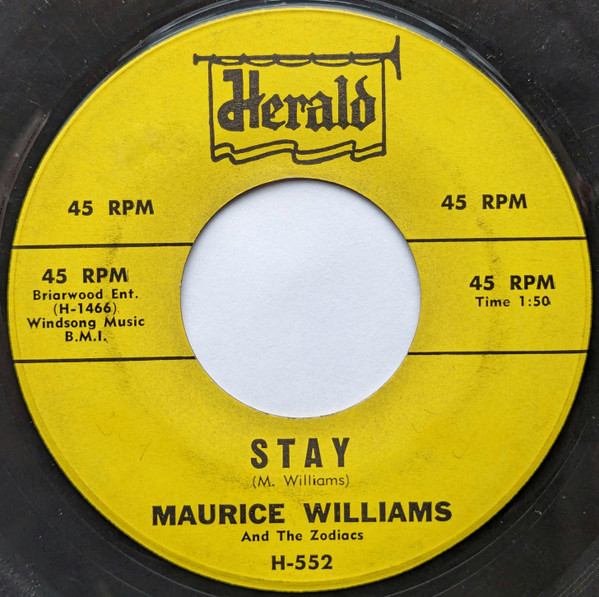 Herald
45 RPM
45 RPM
45 RPM
Briarwood Ent.
(H-1466)
Windsong Music
B.M.I.
45 RPM
Time 1:50
STAY
(M. Williams)
MAURICE WILLIAMS
And The Zodiacs
H-552